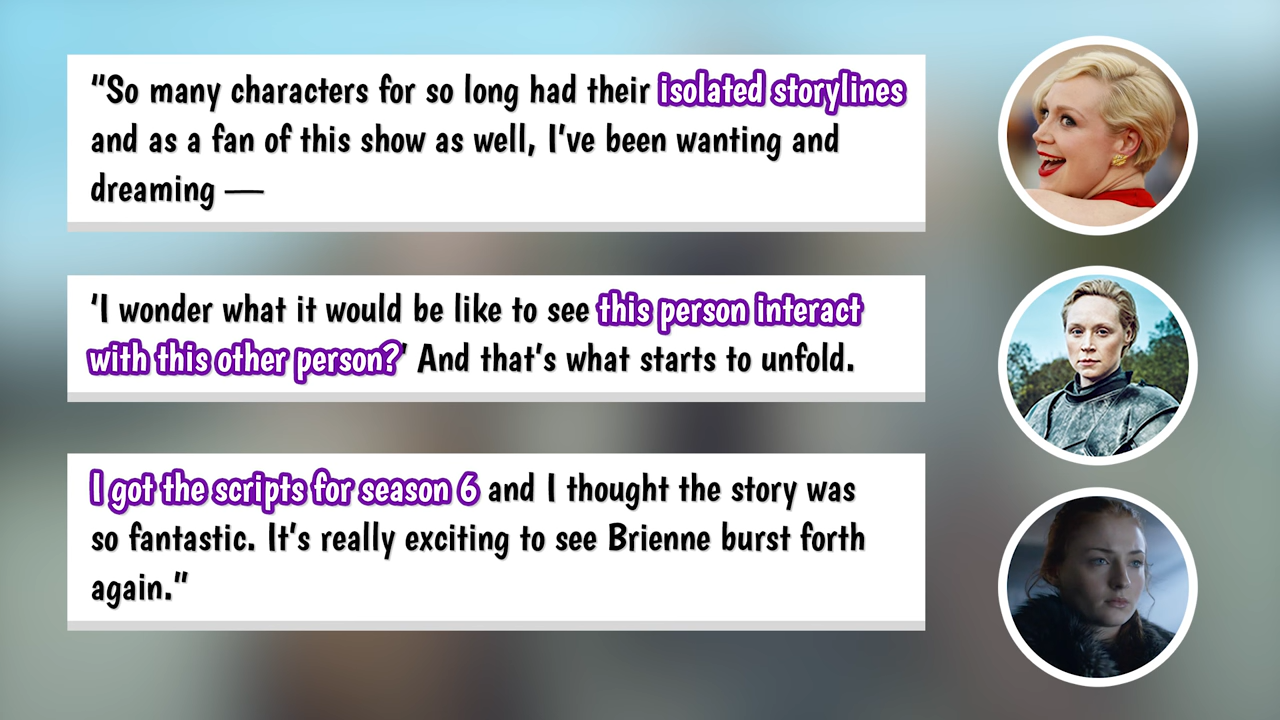 “So many characters for so long had their isolated storylines
and as a fan of this show as well, I’ve been wanting and
dreaming —
‘I wonder what it would be like to see this person interact
with this other person?’ And that’s what starts to unfold.
I got the scripts for season 6 and I thought the story was
so fantastic. It’s really exciting to see Brienne burst forth
again.”